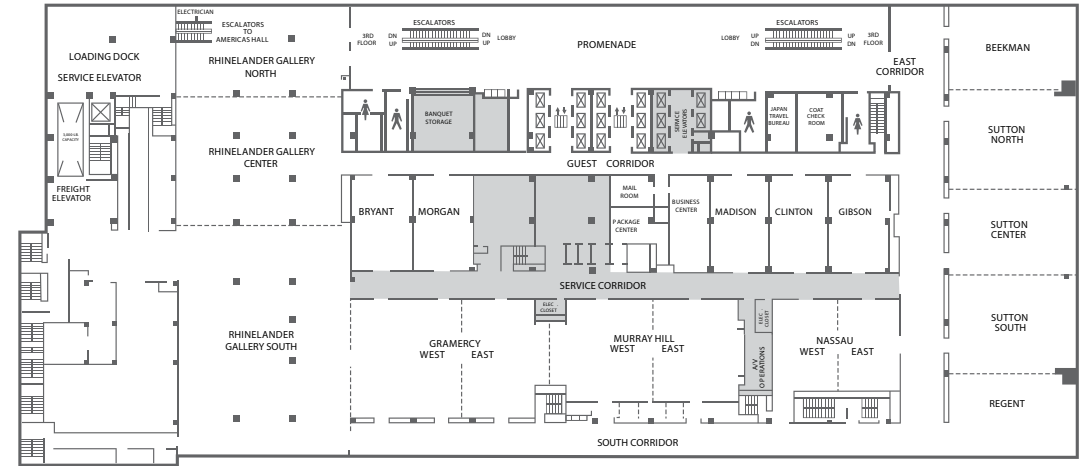 ELECTRICIAN
ESCALATORS
TO
AMERICAS HALL
LOADING DOCK
SERVICE ELEVATOR
RHINELANDER GALLERY
NORTH
3RD
FLOOR
DN
UP
ESCALATORS
DN
UP
LOBBY
PROMENADE
ESCALATORS
LOBBY
UP
DN
UP
DN
3RD
FLOOR
EAST
CORRIDOR
BEEKMAN
BANQUET
STORAGE
SERVICE
ELEVATORS
JAPAN
TRAVEL
BUREAU
COAT
CHECK
ROOM
SUTTON
NORTH
RHINELANDER GALLERY
CENTER
GUEST CORRIDOR
FREIGHT
ELEVATOR
BRYANT
MORGAN
MAIL
ROOM
PACKAGE
CENTER
BUSINESS
CENTER
MADISON
CLINTON
GIBSON
SUTTON
CENTER
SERVICE CORRIDOR
ELEC
CLOSET
ELEC
CLOSET
RHINELANDER
GALLERY SOUTH
GRAMERCY
WEST EAST
MURRAY HILL
WEST EAST
A/V
OPERATIONS
NASSAU
WEST EAST
SUTTON
SOUTH
REGENT
SOUTH CORRIDOR